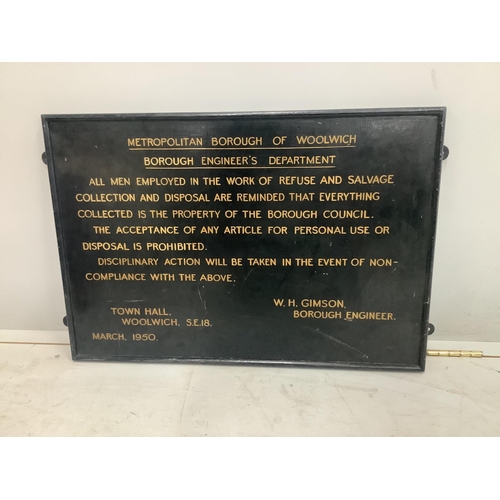 METROPOLITAN BOROUGH OF WOOLWICH
BOROUGH ENGINEER'S DEPARTMENT
ALL MEN EMPLOYED IN THE WORK OF REFUSE AND SALVAGE
COLLECTION AND DISPOSAL ARE REMINDED THAT EVERYTHING
COLLECTED IS THE PROPERTY OF THE BOROUGH COUNCIL.
THE ACCEPTANCE OF ANY ARTICLE FOR PERSONAL USE OR
DISPOSAL IS PROHIBITED.
DISCIPLINARY ACTION WILL BE TAKEN IN THE EVENT OF NON-
COMPLIANCE WITH THE ABOVE.
W. H. GIMSON,
BOROUGH ENGINEER.
TOWN HALL,
WOOLWICH, S.E.18.
MARCH, 1950.